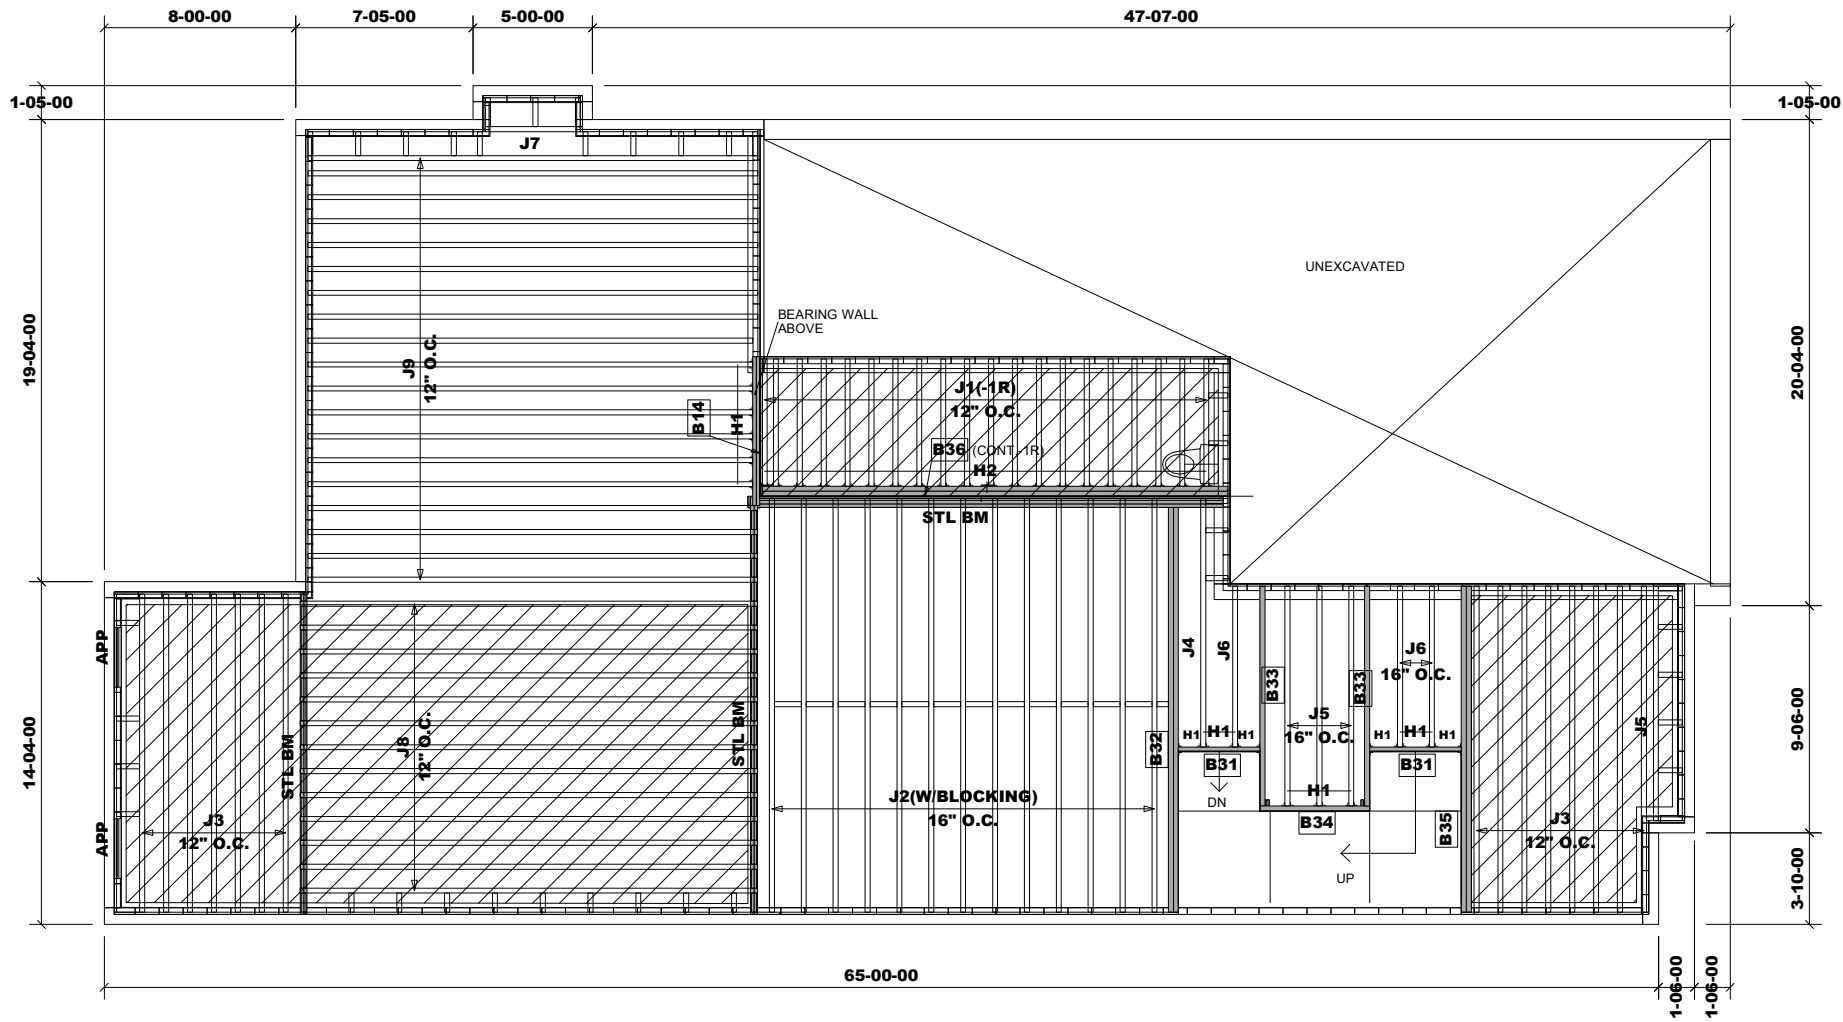 8-00-00
7-05-00
5-00-00
47-07-00
1-05-00
1-05-00
J7
UNEXCAVATED
BEARING WALL
ABOVE
19-04-00
20-04-00
J9
12" O.C.
B14
H1
J1(-1R)
12" O.C.
B36 (CONT.-1R)
H2
STL BM
APP
J4
J6
B33
B33
J6
16" O.C.
J5
9-06-00
14-04-00
STL BM
J8
12" O.C.
STL BM
B32
J5
16" O.C.
H1
H1
H1
H1
H1
H1
B31
B31
DN
H1
J2(W/BLOCKING)
16" O.C.
J3
12" O.C.
APP
B34
B35
J3
12" O.C.
UP
3-10-00
65-00-00
1-06-00
1-06-00